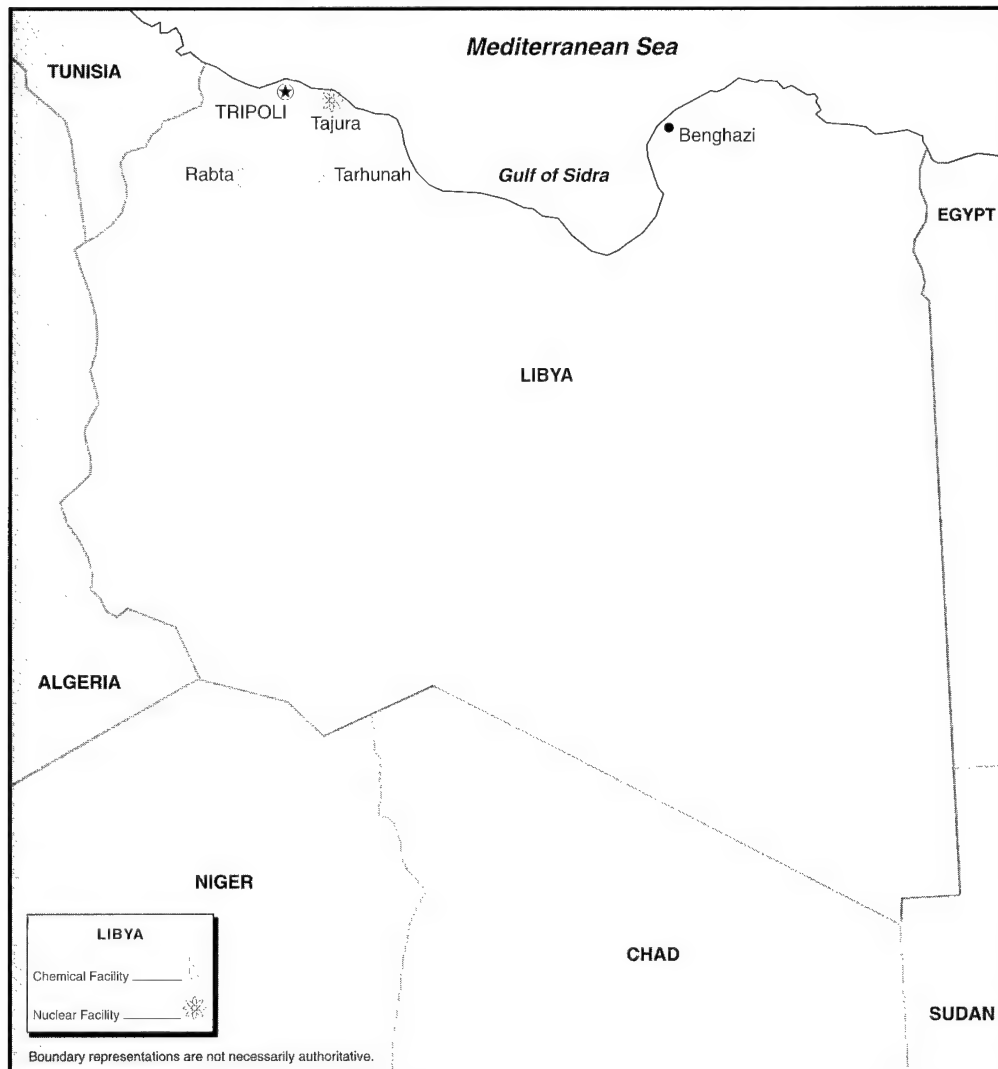 Mediterranean Sea
TUNISIA
TRIPOLI
Tajura
Benghazi
Rabta
Tarhunah
Gulf of Sidra
EGYPT
LIBYA
ALGERIA
NIGER
CHAD
SUDAN
LIBYA
Chemical Facility
Nuclear Facility
Boundary representations are not necessarily authoritative.